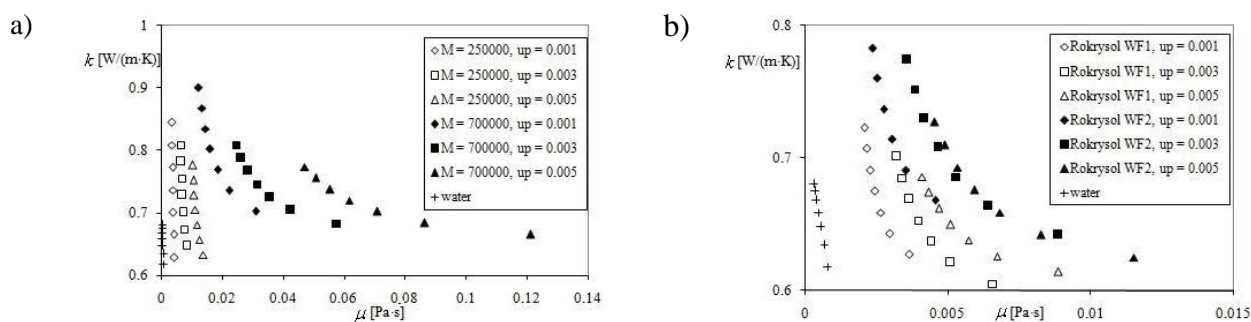 a)
k [W/(m·K)]
1
0.9
0.8
0.7
0.6
0
0.02
0.04
0.06
0.08
0.1
0.12
0.14
μ [Pa·s]
M = 250000, up = 0.001
M = 250000, up = 0.003
M = 250000, up = 0.005
M = 700000, up = 0.001
M = 700000, up = 0.003
M = 700000, up = 0.005
water
b)
k [W/(m·K)]
0.8
0.7
0.6
0
0.005
0.01
0.015
μ [Pa·s]
Rokrysol WF1, up = 0.001
Rokrysol WF1, up = 0.003
Rokrysol WF1, up = 0.005
Rokrysol WF2, up = 0.001
Rokrysol WF2, up = 0.003
Rokrysol WF2, up = 0.005
water